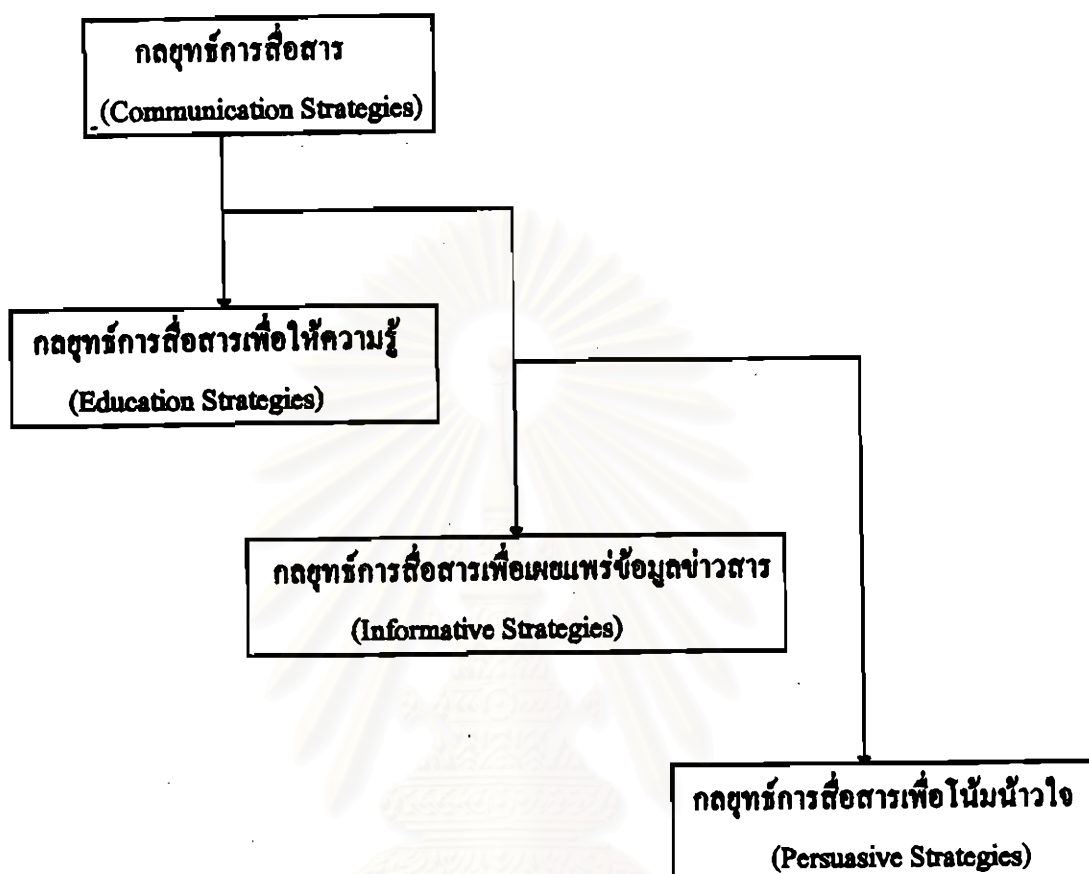 กลยุทธ์การสื่อสาร
(Communication Strategies)
กลยุทธ์การสื่อสารเพื่อให้ความรู้
(Education Strategies)
กลยุทธ์การสื่อสารเพื่อเผยแพร่ข้อมูลข่าวสาร
(Informative Strategies)
กลยุทธ์การสื่อสารเพื่อโน้มน้าวใจ
(Persuasive Strategies)